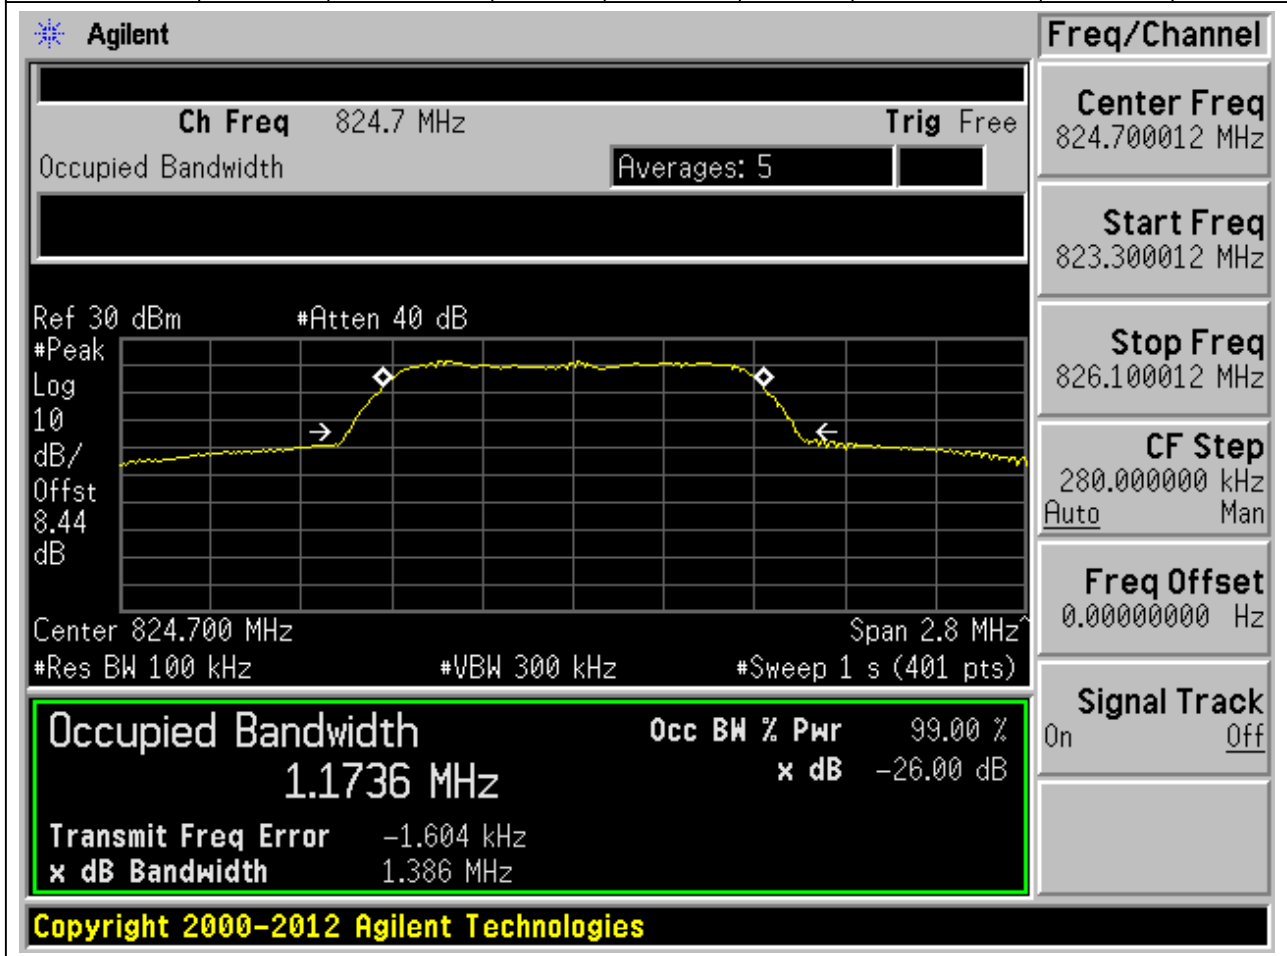 Agilent
Ch Freq 824.7 MHz Trig Free
Occupied Bandwidth Averages: 5
Ref 30 dBm #Atten 40 dB
#Peak
Log
10
dB/
Offst
8.44
dB
Center 824.700 MHz Span 2.8 MHz^
#Res BW 100 kHz #VBW 300 kHz #Sweep 1 s (401 pts)
Occupied Bandwidth Occ BW % Pwr 99.00 %
1.1736 MHz x dB -26.00 dB
Transmit Freq Error -1.604 kHz
x dB Bandwidth 1.386 MHz
Copyright 2000-2012 Agilent Technologies
Freq/Channel
Center Freq
824.700012 MHz
Start Freq
823.300012 MHz
Stop Freq
826.100012 MHz
CF Step
280.000000 kHz
Auto Man
Freq Offset
0.00000000 Hz
Signal Track
On Off